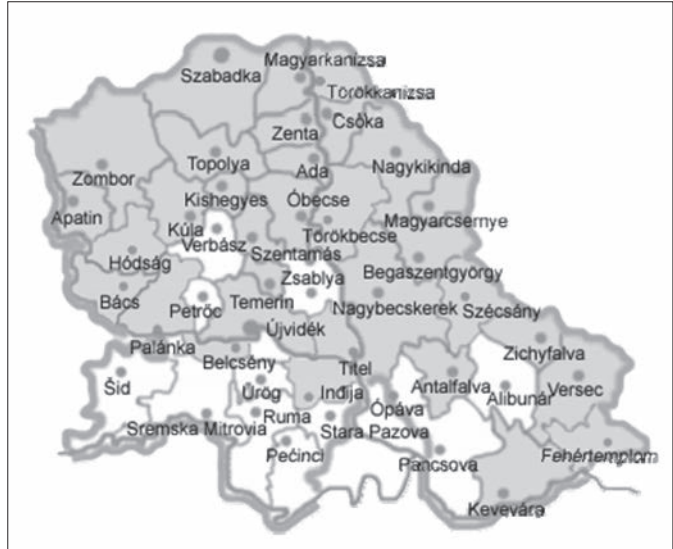 Magyarkanizsa
Szabadka
Törökkanizsa
Csóka
Zenta
Topolya
Ada
Nagykikinda
Zombor
Kishegyes
Óbecse
Apatin
Kúla
Magyarcsernye
Verbász
Törökbecse
Szentamás
Hódság
Zsablya
Begaszentgyörgy
Bács
Petrőc
Temerin
Nagybecskerek
Szécsány
Újvidék
Palánka
Belcsény
Titel
Zichyfalva
Šid
Ürög
Inđija
Antalfalva
Alibunár
Versec
Ópáva
Sremska Mitrovia
Ruma
Stara Pazova
Pećinci
Pancsova
Fehértemplom
Kevevára